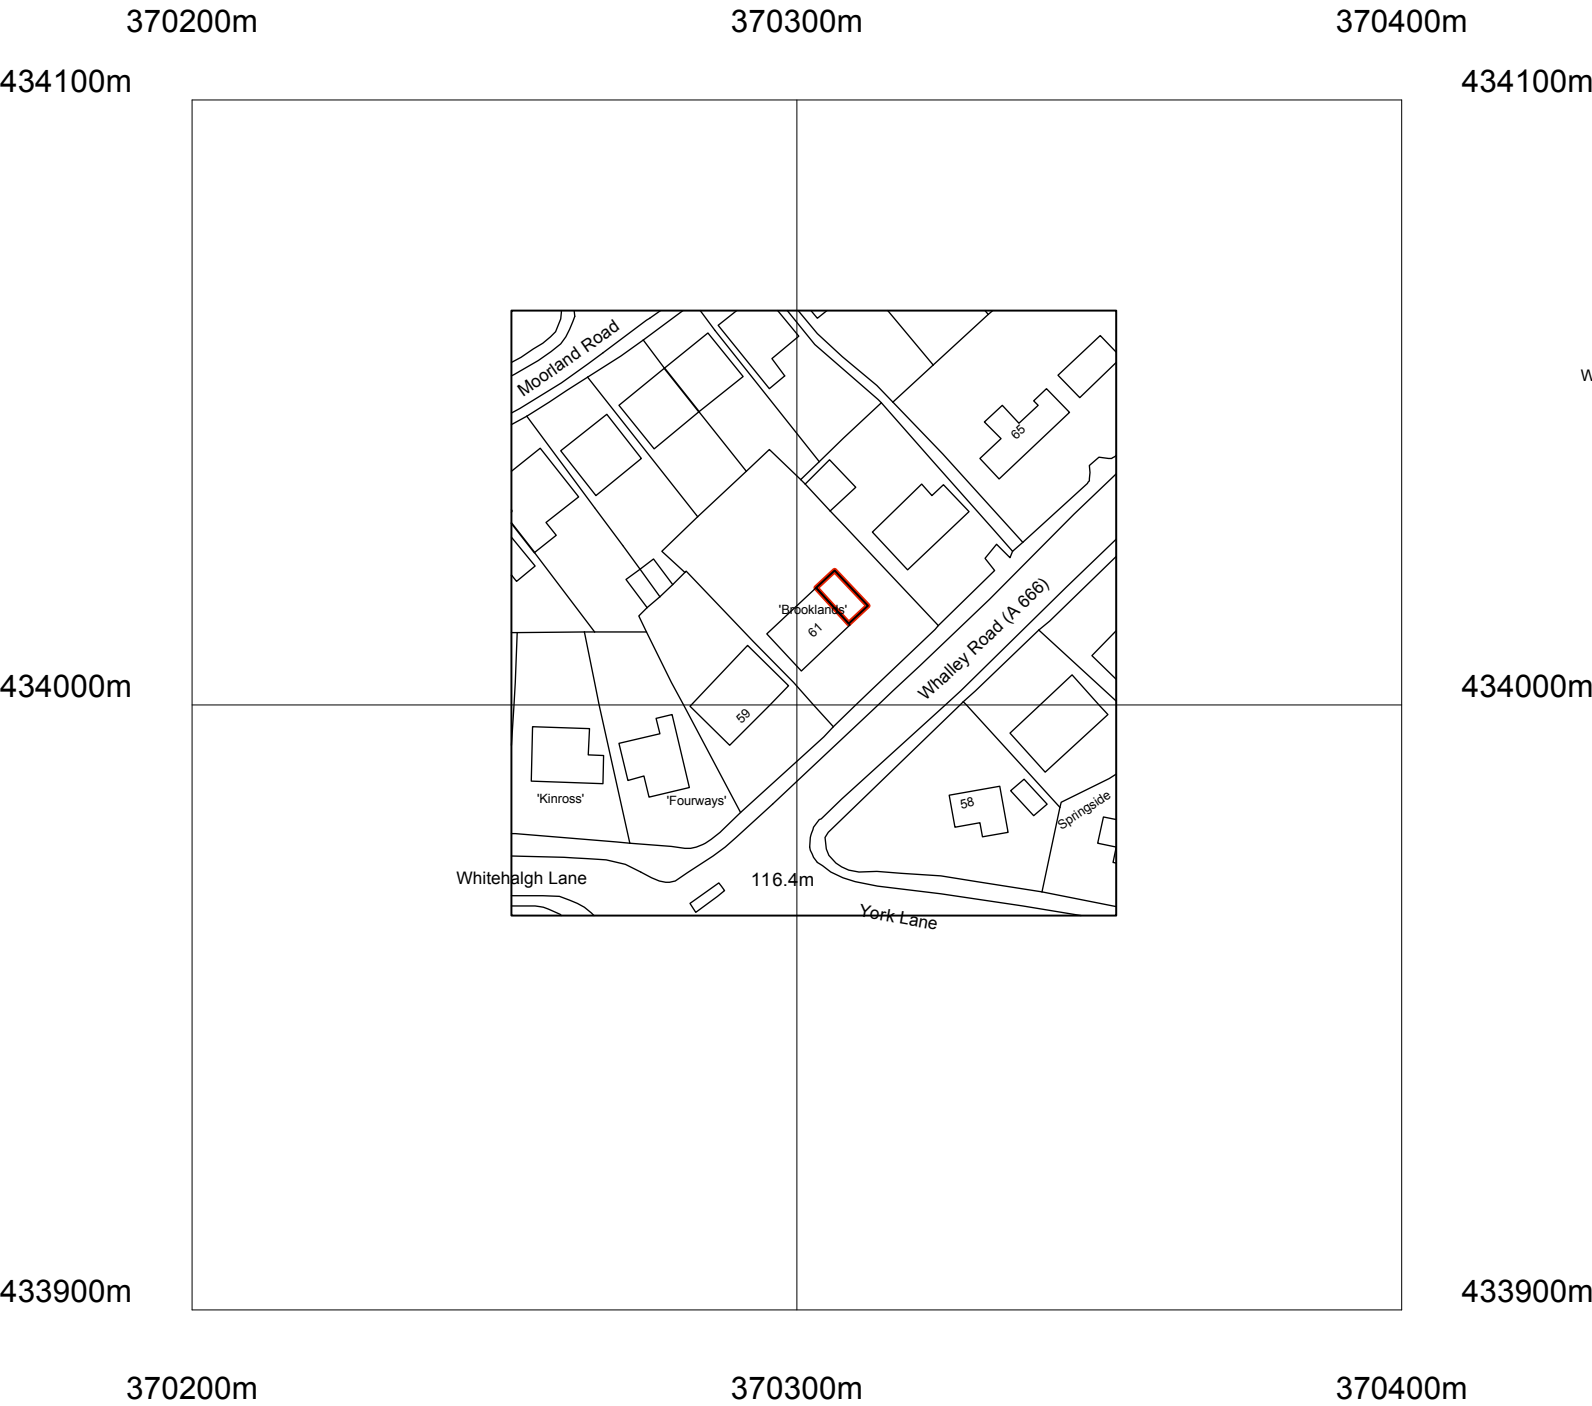 370200m 370300m 370400m
434100m 434100m
Moorland Road
W
65
'Brooklands'
61
Whalley Road (A 666)
434000m 434000m
59
'Kinross'
'Fourways'
58
Springside
Whitehalgh Lane
116.4m
York Lane
433900m 433900m
370200m 370300m 370400m